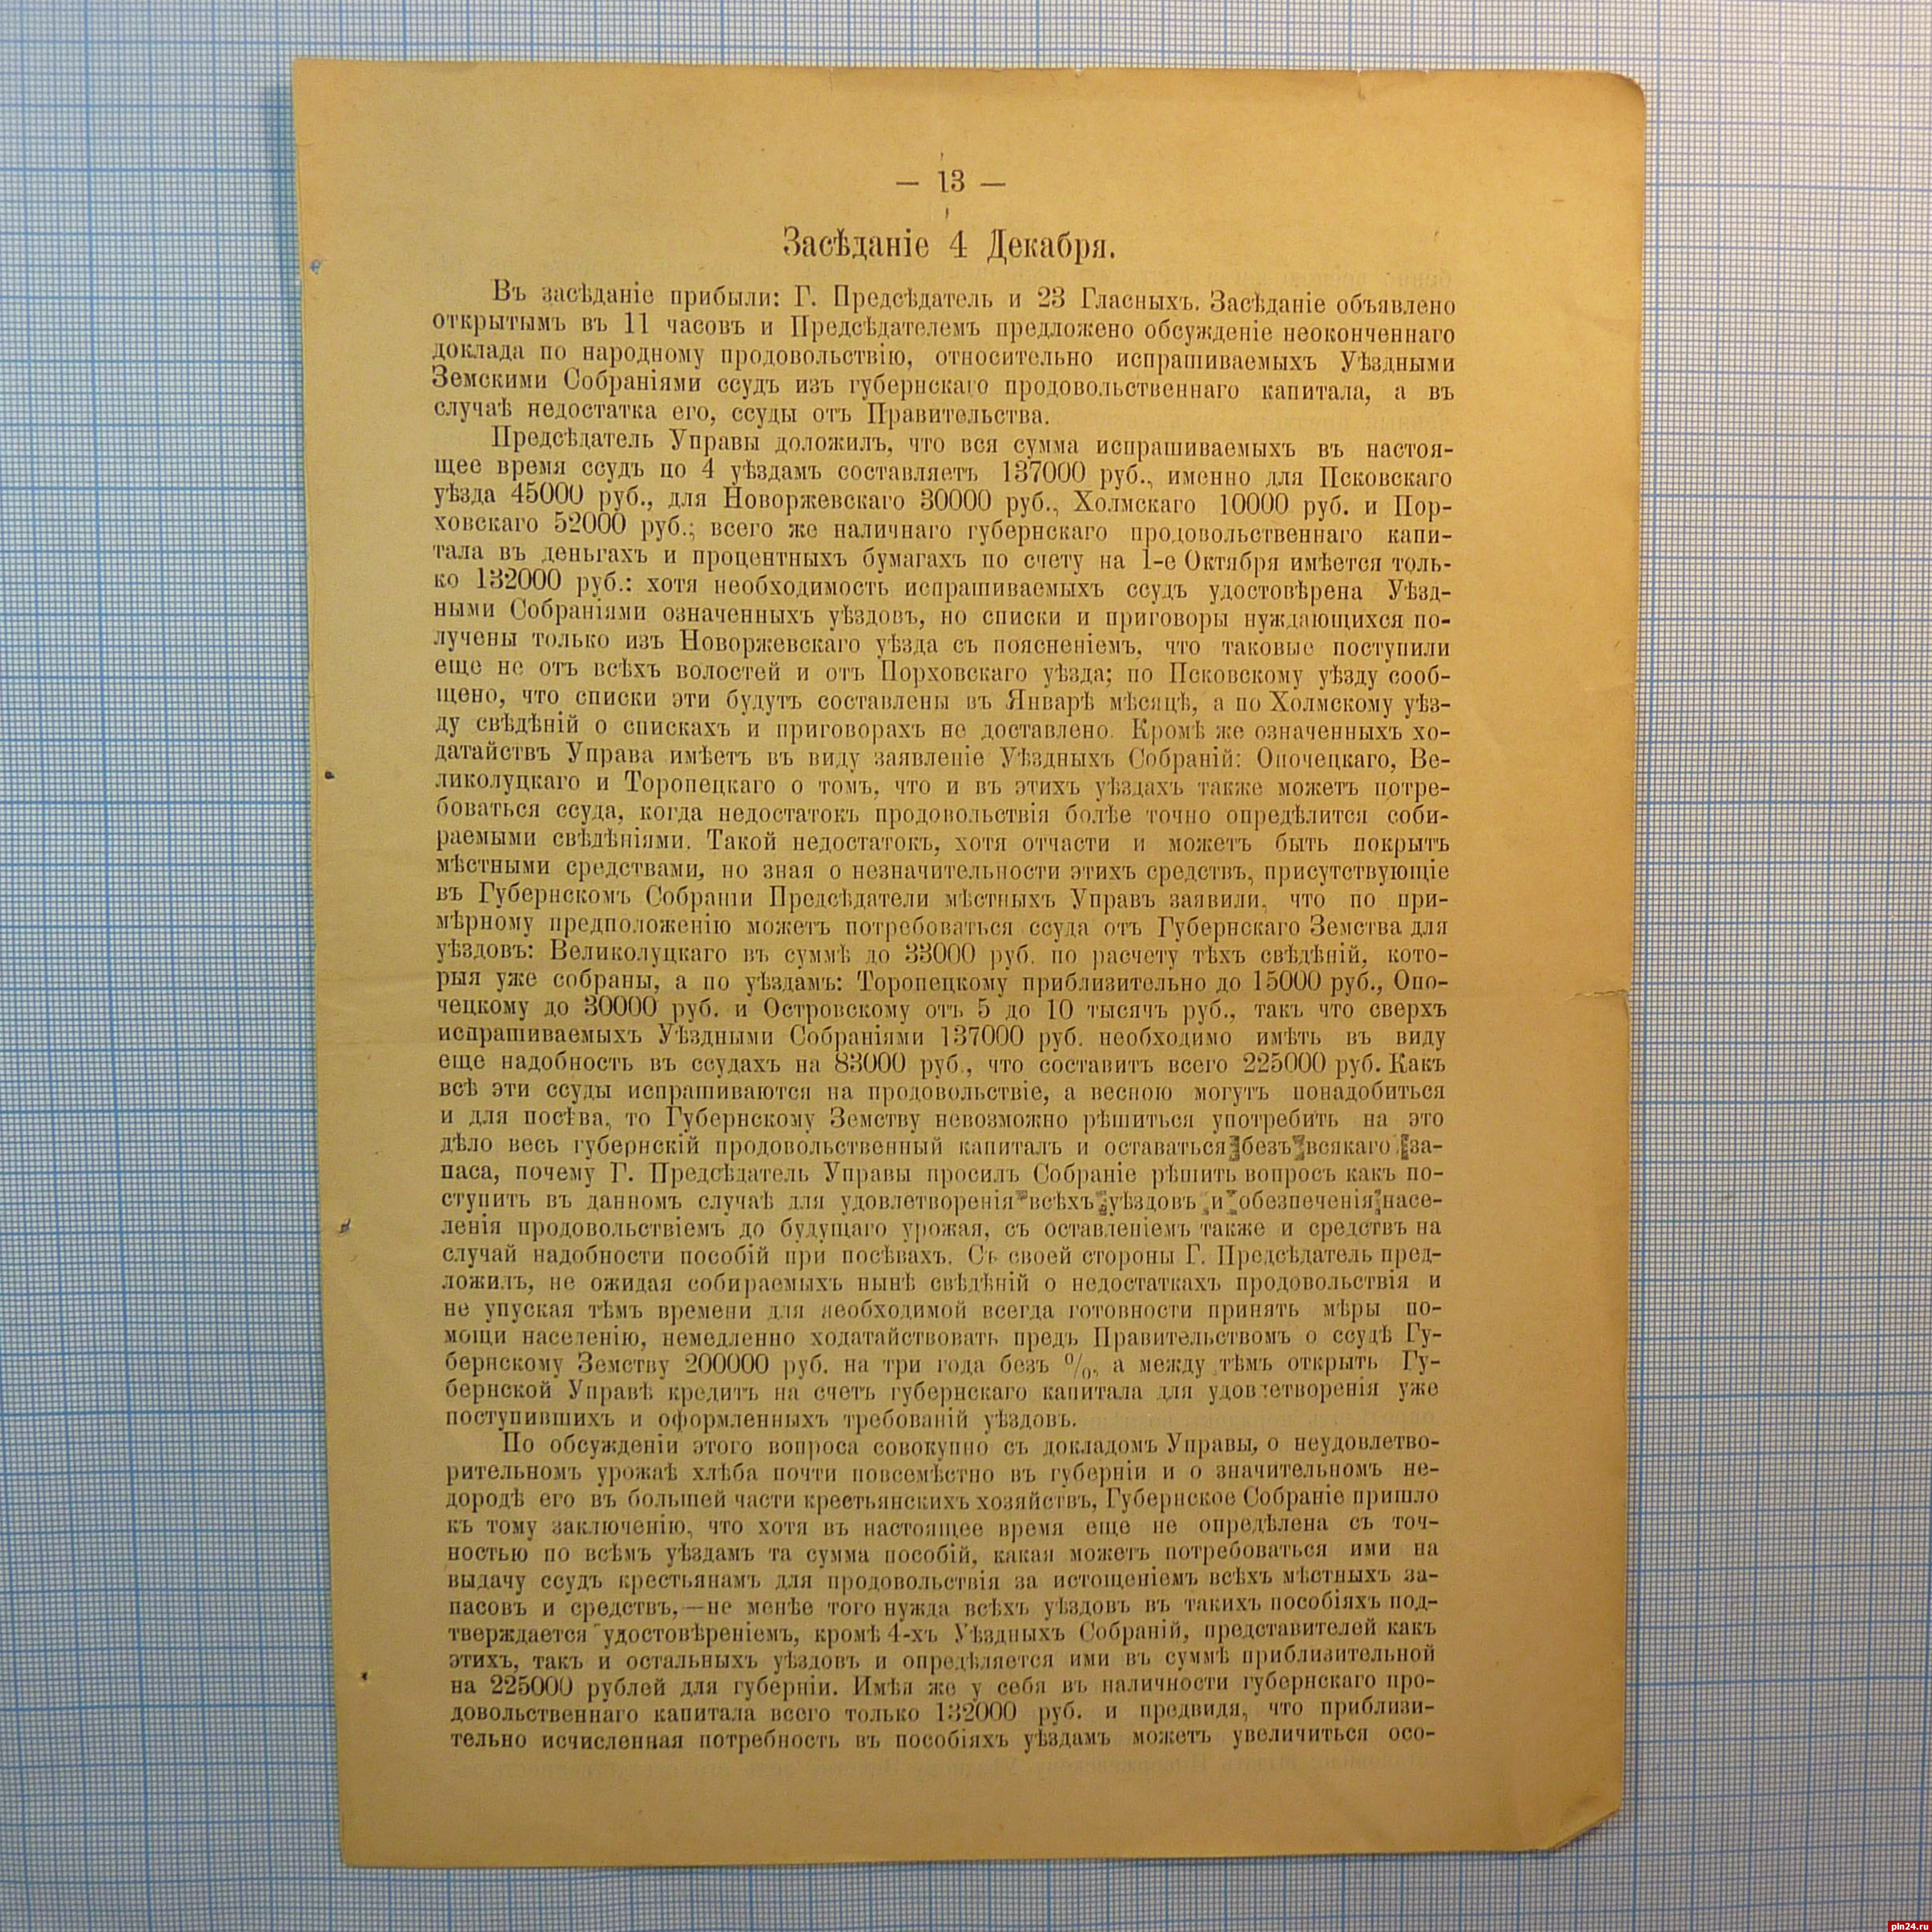 — 13 —
Засѣданіе 4 Декабря.
Въ засѣданіе прибыли: Г. Предсѣдатель и 23 Гласныхъ. Засѣданіе объявлено
открытымъ въ 11 часовъ и Предсѣдателемъ предложено обсужденіе неоконченнаго
доклада по народному продовольствію, относительно испрашиваемыхъ Уѣздными
Земскими Собраніями ссудъ изъ губернскаго продовольственнаго капитала, а въ
случаѣ недостатка его, ссуды отъ Правительства.
Предсѣдатель Управы доложилъ, что вся сумма испрашиваемыхъ въ настоя-
щее время ссудъ по 4 уѣздамъ составляетъ 137000 руб., именно для Псковскаго
уѣзда 45000 руб., для Новоржевскаго 30000 руб., Холмскаго 10000 руб. и Пор-
ховскаго 52000 руб.; всего же наличнаго губернскаго продовольственнаго капи-
тала въ деньгахъ и процентныхъ бумагахъ по счету на 1-е Октября имѣется толь-
ко 132000 руб.: хотя необходимость испрашиваемыхъ ссудъ удостовѣрена Уѣзд-
ными Собраніями означенныхъ уѣздовъ, но списки и приговоры нуждающихся по-
лучены только изъ Новоржевскаго уѣзда съ поясненіемъ, что таковые поступили
еще не отъ всѣхъ волостей и отъ Порховскаго уѣзда; по Псковскому уѣзду сооб-
щено, что списки эти будутъ составлены въ Январѣ мѣсяцѣ, а по Холмскому уѣз-
ду свѣдѣній о спискахъ и приговорахъ не доставлено. Кромѣ же означенныхъ хо-
датайствъ Управа имѣетъ въ виду заявленіе Уѣздныхъ Собраній: Опочецкаго, Ве-
ликолуцкаго и Торопецкаго о томъ, что и въ этихъ уѣздахъ также можетъ потре-
боваться ссуда, когда недостатокъ продовольствія болѣе точно опредѣлится соби-
раемыми свѣдѣніями. Такой недостатокъ, хотя отчасти и можетъ быть покрытъ
мѣстными средствами, но зная о незначительности этихъ средствъ, присутствующіе
въ Губернскомъ Собраніи Предсѣдатели мѣстныхъ Управъ заявили, что по при-
мѣрному предположенію можетъ потребоваться ссуда отъ Губернскаго Земства для
уѣздовъ: Великолуцкаго въ суммѣ до 33000 руб. по расчету тѣхъ свѣдѣній, кото-
рыя уже собраны, а по уѣздамъ: Торопецкому приблизительно до 15000 руб., Опо-
чецкому до 30000 руб. и Островскому отъ 5 до 10 тысячъ руб., такъ что сверхъ
испрашиваемыхъ Уѣздными Собраніями 137000 руб. необходимо имѣть въ виду
еще надобность въ ссудахъ на 83000 руб., что составитъ всего 225000 руб. Какъ
всѣ эти ссуды испрашиваются на продовольствіе, а весною могутъ понадобиться
и для посѣва, то Губернскому Земству невозможно рѣшиться употребить на это
дѣло весь губернскій продовольственный капиталъ и оставаться безъ всякаго за-
паса, почему Г. Предсѣдатель Управы просилъ Собраніе рѣшить вопросъ какъ по-
ступить въ данномъ случаѣ для удовлетворенія всѣхъ уѣздовъ и обезпеченія насе-
ленія продовольствіемъ до будущаго урожая, съ оставленіемъ также и средствъ на
случай надобности пособій при посѣвахъ. Съ своей стороны Г. Предсѣдатель пред-
ложилъ, не ожидая собираемыхъ нынѣ свѣдѣній о недостаткахъ продовольствія и
не упуская тѣмъ времени для необходимой всегда готовности принять мѣры по-
мощи населенію, немедленно ходатайствовать предъ Правительствомъ о ссудѣ Гу-
бернскому Земству 200000 руб. на три года безъ %, а между тѣмъ открыть Гу-
бернской Управѣ кредитъ на счетъ губернскаго капитала для удовлетворенія уже
поступившихъ и оформленныхъ требованій уѣздовъ.
По обсужденіи этого вопроса совокупно съ докладомъ Управы, о неудовлетво-
рительномъ урожаѣ хлѣба почти повсемѣстно въ губерніи и о значительномъ не-
дородѣ его въ большей части крестьянскихъ хозяйствъ, Губернское Собраніе пришло
къ тому заключенію, что хотя въ настоящее время еще не опредѣлена съ точ-
ностью по всѣмъ уѣздамъ та сумма пособій, какая можетъ потребоваться ими на
выдачу ссудъ крестьянамъ для продовольствія за истощеніемъ всѣхъ мѣстныхъ за-
пасовъ и средствъ,—не менѣе того нужда всѣхъ уѣздовъ въ такихъ пособіяхъ под-
тверждается удостовѣреніемъ, кромѣ 4-хъ Уѣздныхъ Собраній, представителей какъ
этихъ, такъ и остальныхъ уѣздовъ и опредѣляется ими въ суммѣ приблизительной
на 225000 рублей для губерніи. Имѣя же у себя въ наличности губернскаго про-
довольственнаго капитала всего только 132000 руб. и предвидя, что приблизи-
тельно исчисленная потребность въ пособіяхъ уѣздамъ можетъ увеличиться осо-
pln24.ru